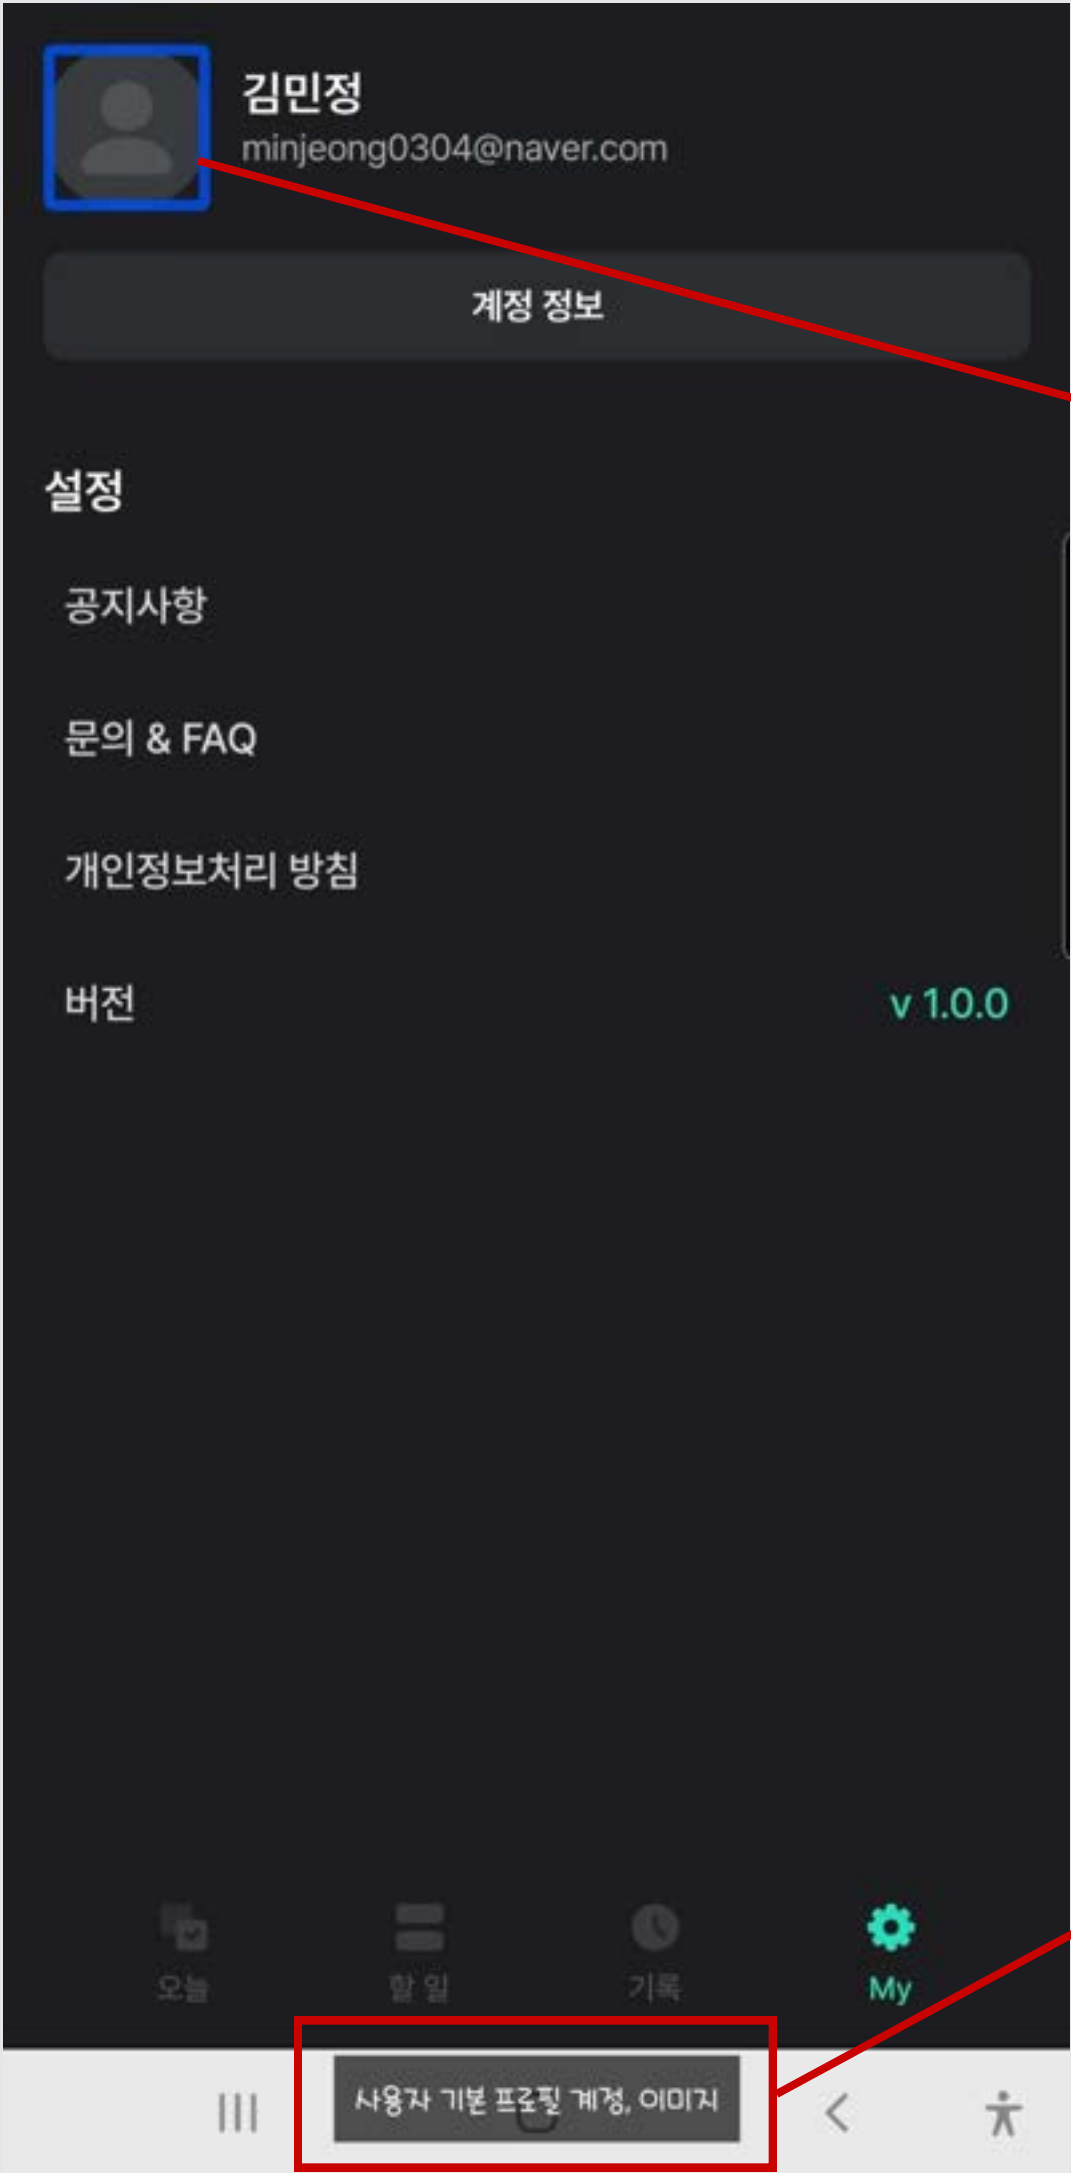 김민정
minjeong0304@naver.com
계정 정보
설정
공지사항
문의 & FAQ
개인정보처리 방침
버전
v 1.0.0
오늘
할 일
기록
My
사용자 기본 프로필 계정, 이미지